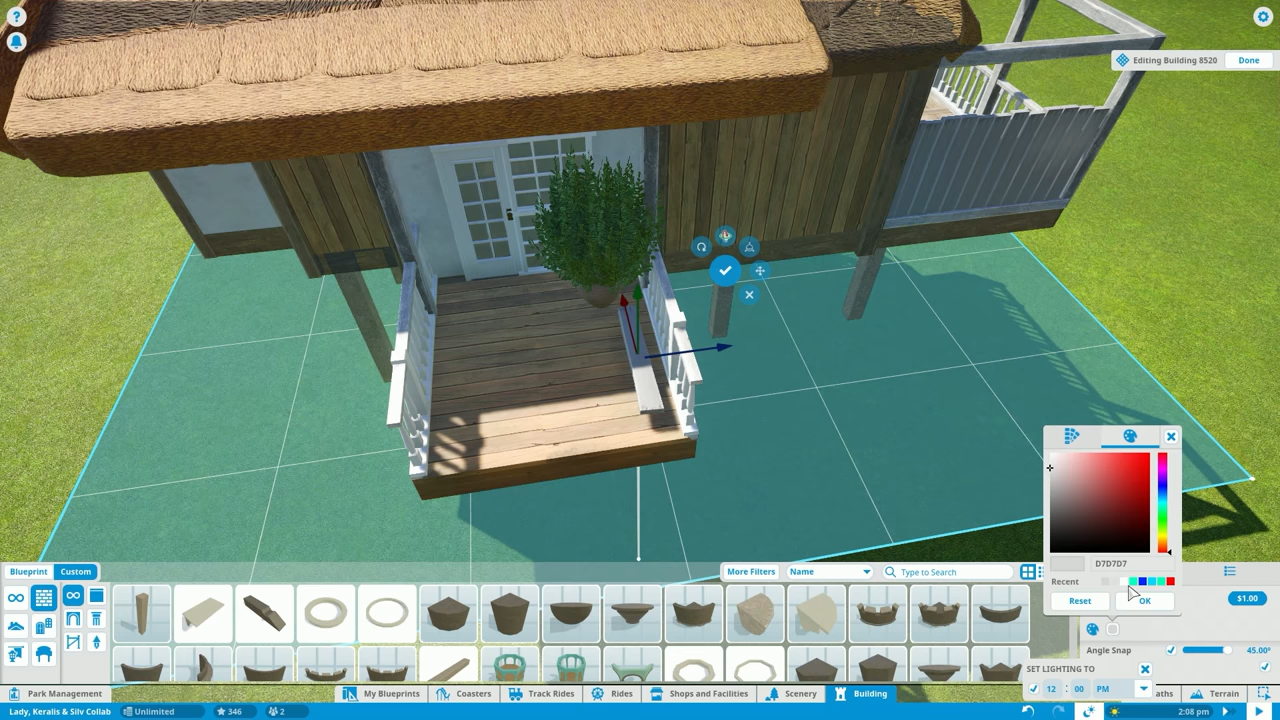 ?
Editing Building 8520
Done
D7D7D7
Recent
Reset
OK
Blueprint
Custom
More Filters
Name
Type to Search
$1.00
Angle Snap
45.00°
SET LIGHTING TO
12 : 00 PM
Park Management
My Blueprints
Coasters
Track Rides
Rides
Shops and Facilities
Scenery
Building
aths
Terrain
Lady, Keralis & Silv Collab
Unlimited
346
2
2:08 pm